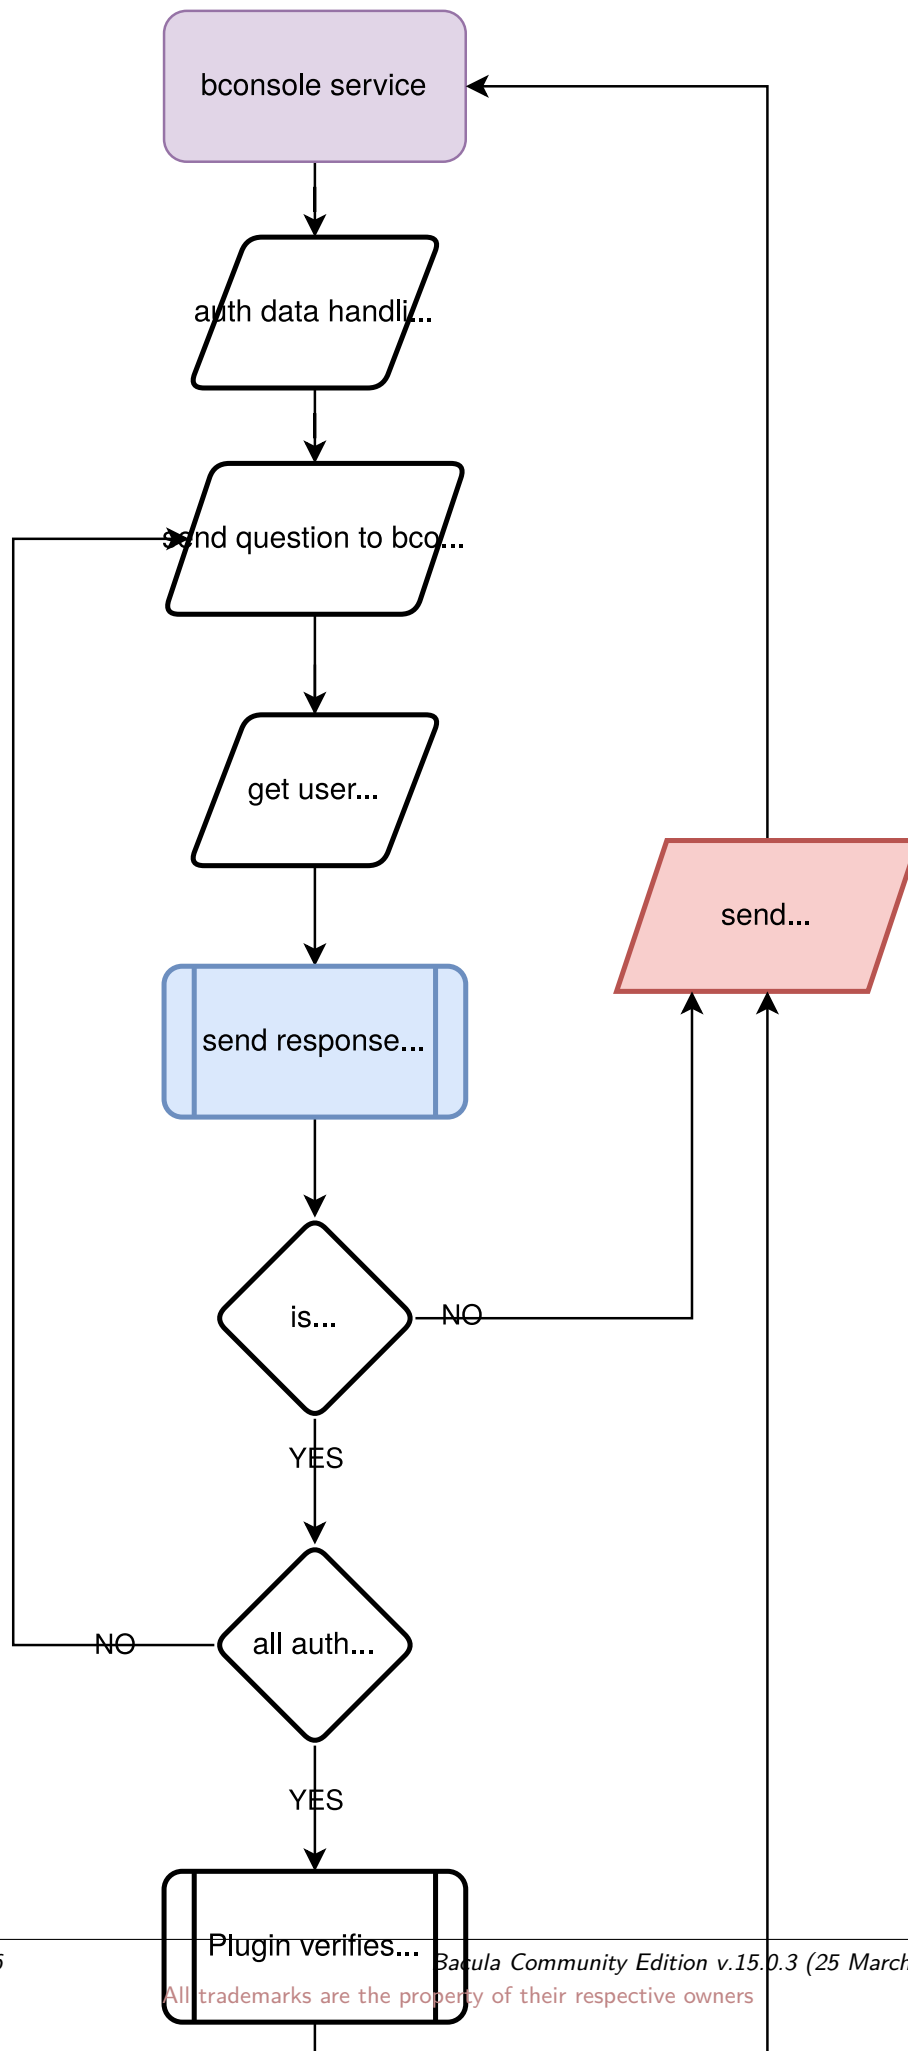 bconsole service
auth data handli...
send question to bco...
get user...
send...
send response...
is...
NO
YES
all auth...
NO
YES
Plugin verifies...
Bacula Community Edition v.15.0.3 (25 March
All trademarks are the property of their respective owners